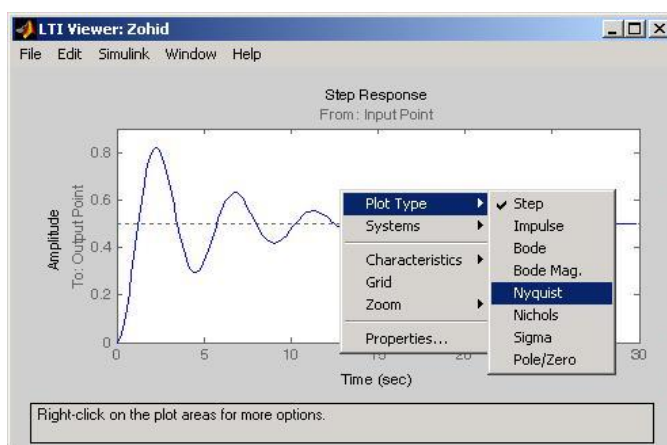 LTI Viewer: Zohid
File Edit Simulink Window Help
Step Response
From: Input Point
Amplitude
To: Output Point
0.8
0.6
0.4
0.2
0
0 5 10 15 20 25 30
Time (sec)
Plot Type
Systems
Characteristics
Grid
Zoom
Properties...
Step
Impulse
Bode
Bode Mag.
Nyquist
Nichols
Sigma
Pole/Zero
Right-click on the plot areas for more options.